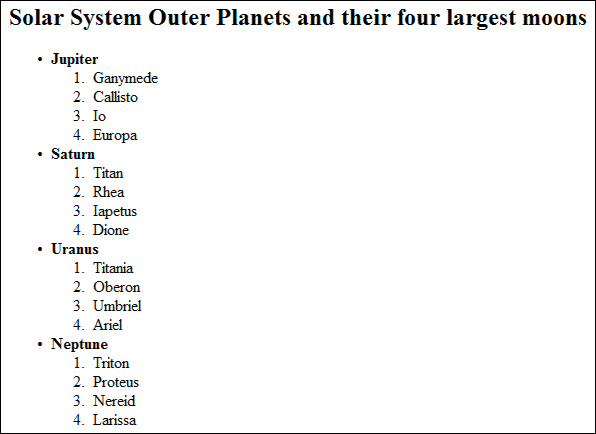 Solar System Outer Planets and their four largest moons
• Jupiter
1. Ganymede
2. Callisto
3. Io
4. Europa
• Saturn
1. Titan
2. Rhea
3. Iapetus
4. Dione
• Uranus
1. Titania
2. Oberon
3. Umbriel
4. Ariel
• Neptune
1. Triton
2. Proteus
3. Nereid
4. Larissa